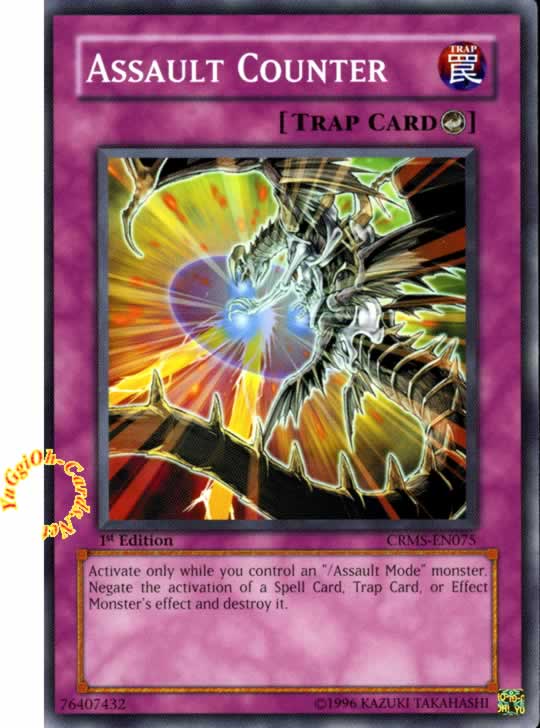 ASSAULT COUNTER
TRAP
罠
[TRAP CARD]
YuGgiOh-Cards.Net
1st Edition
CRMS-EN075
Activate only while you control an "/Assault Mode" monster.
Negate the activation of a Spell Card, Trap Card, or Effect
Monster's effect and destroy it.
76407432
©1996 KAZUKI TAKAHASHI